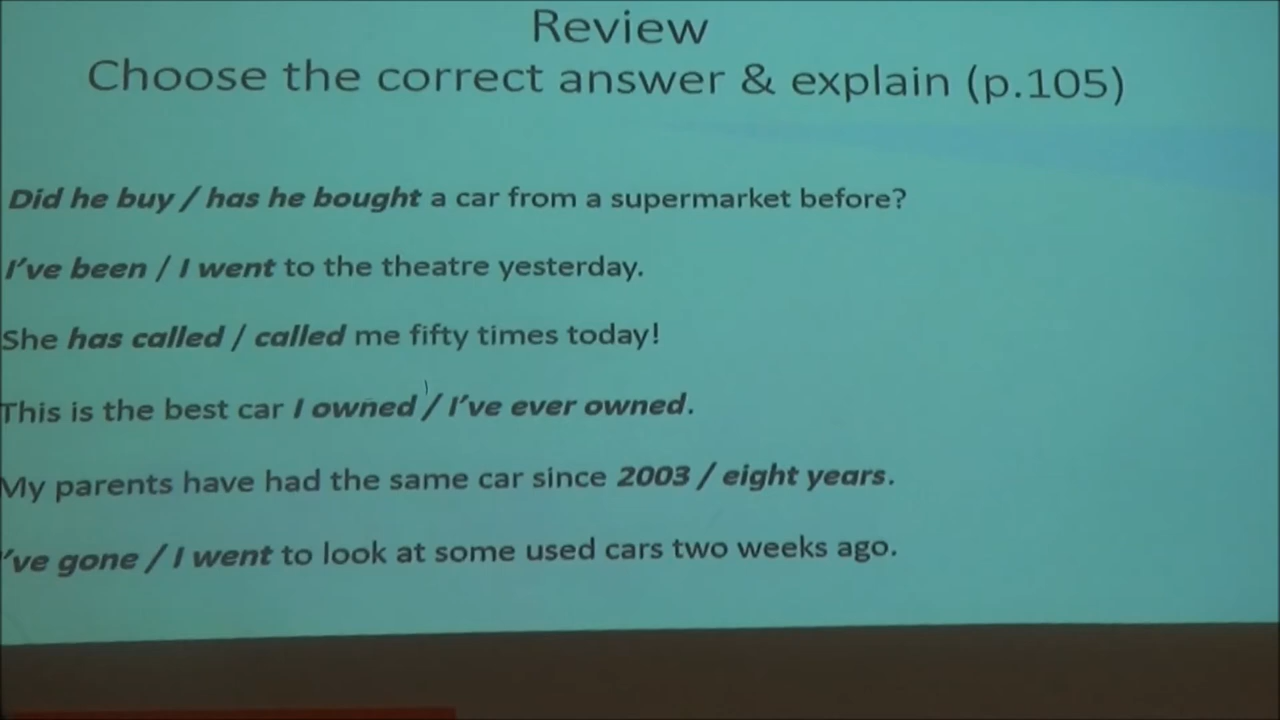 Review
Choose the correct answer & explain (p.105)
Did he buy / has he bought a car from a supermarket before?
I've been / I went to the theatre yesterday.
She has called / called me fifty times today!
This is the best car I owned / I've ever owned.
My parents have had the same car since 2003 / eight years.
've gone / I went to look at some used cars two weeks ago.